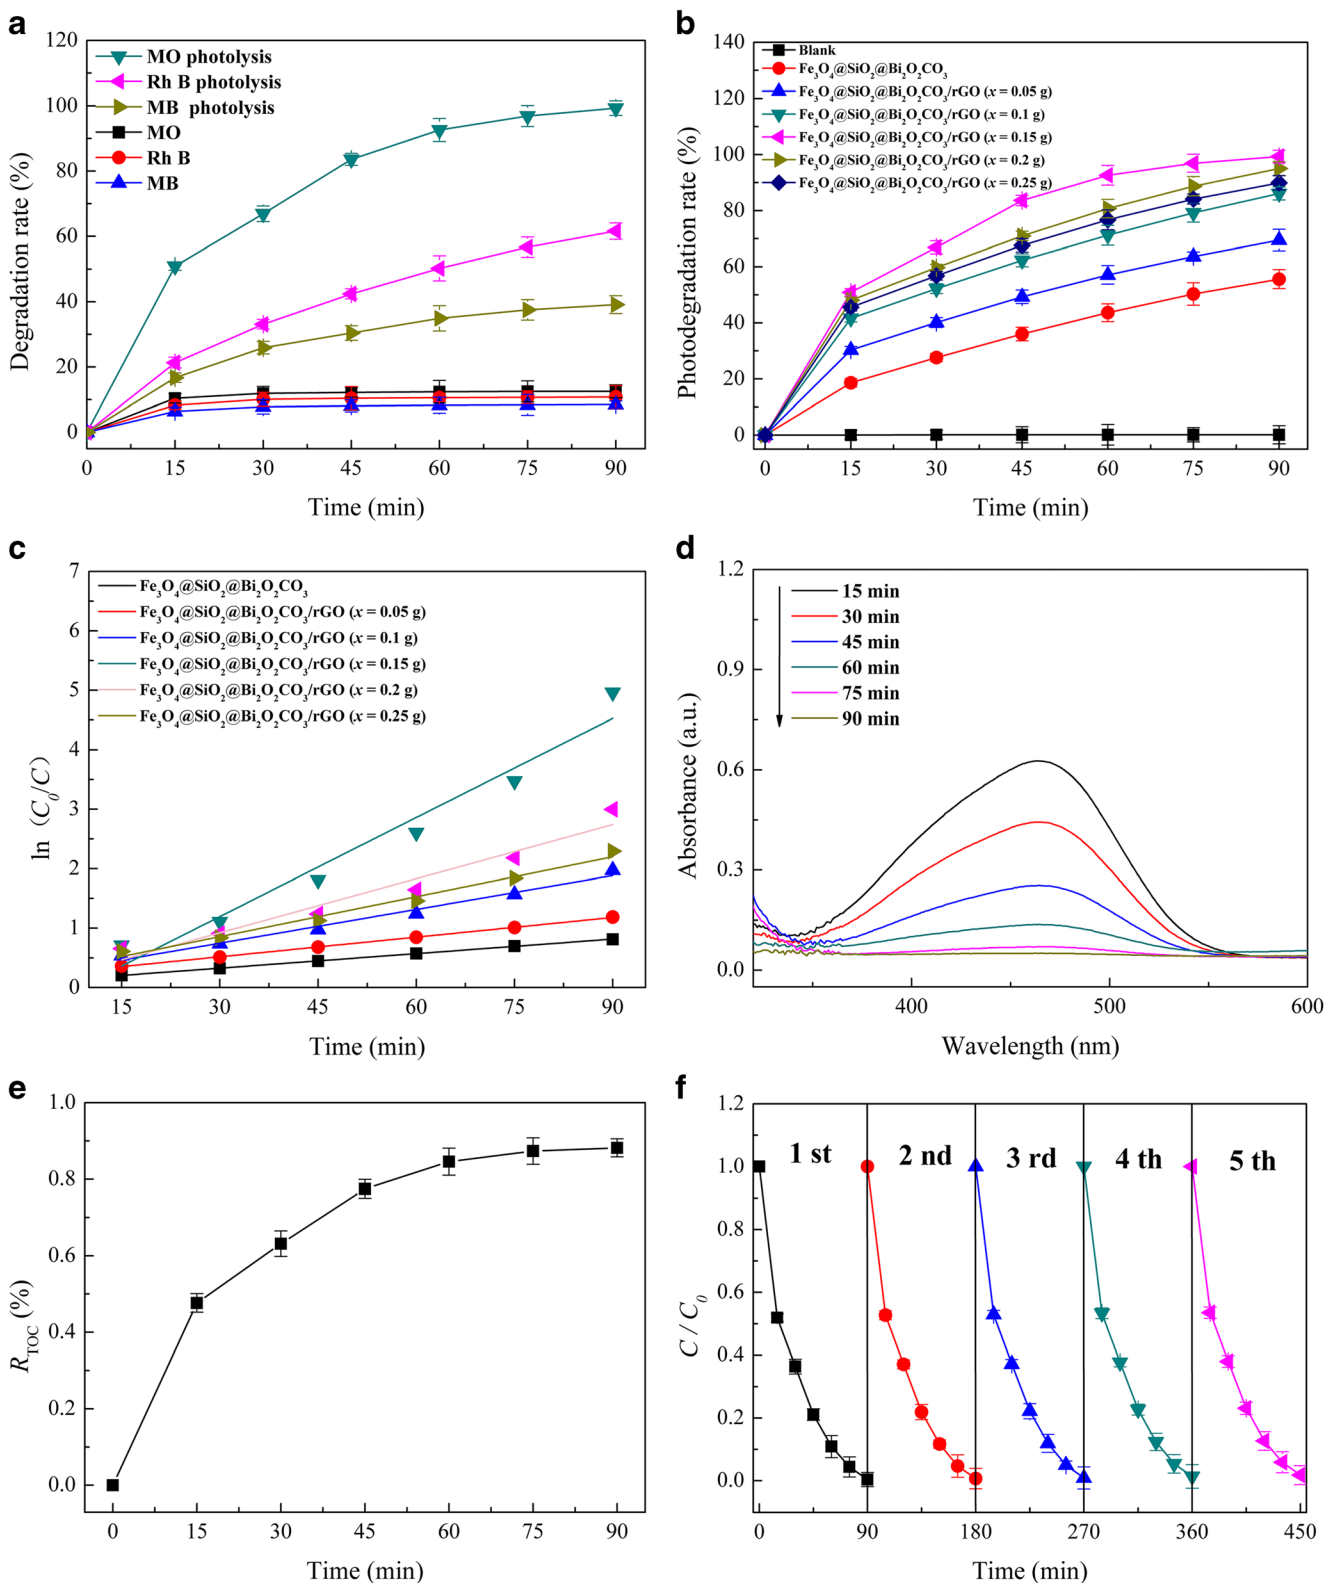 a
120
100
80
60
40
20
0
Degradation rate (%)
MO photolysis
Rh B photolysis
MB photolysis
MO
Rh B
MB
0 15 30 45 60 75 90
Time (min)
b
140
120
100
80
60
40
20
0
Photodegradation rate (%)
Blank
Fe₃O₄@SiO₂@Bi₂O₂CO₃
Fe₃O₄@SiO₂@Bi₂O₂CO₃/rGO (x = 0.05 g)
Fe₃O₄@SiO₂@Bi₂O₂CO₃/rGO (x = 0.1 g)
Fe₃O₄@SiO₂@Bi₂O₂CO₃/rGO (x = 0.15 g)
Fe₃O₄@SiO₂@Bi₂O₂CO₃/rGO (x = 0.2 g)
Fe₃O₄@SiO₂@Bi₂O₂CO₃/rGO (x = 0.25 g)
0 15 30 45 60 75 90
Time (min)
c
7
6
5
4
3
2
1
0
ln (C₀/C)
Fe₃O₄@SiO₂@Bi₂O₂CO₃
Fe₃O₄@SiO₂@Bi₂O₂CO₃/rGO (x = 0.05 g)
Fe₃O₄@SiO₂@Bi₂O₂CO₃/rGO (x = 0.1 g)
Fe₃O₄@SiO₂@Bi₂O₂CO₃/rGO (x = 0.15 g)
Fe₃O₄@SiO₂@Bi₂O₂CO₃/rGO (x = 0.2 g)
Fe₃O₄@SiO₂@Bi₂O₂CO₃/rGO (x = 0.25 g)
15 30 45 60 75 90
Time (min)
d
1.2
0.9
0.6
0.3
0.0
Absorbance (a.u.)
15 min
30 min
45 min
60 min
75 min
90 min
400 500 600
Wavelength (nm)
e
1.0
0.8
0.6
0.4
0.2
0.0
R_TOC (%)
0 15 30 45 60 75 90
Time (min)
f
1.2
1.0
0.8
0.6
0.4
0.2
0.0
C / C₀
1 st 2 nd 3 rd 4 th 5 th
0 90 180 270 360 450
Time (min)